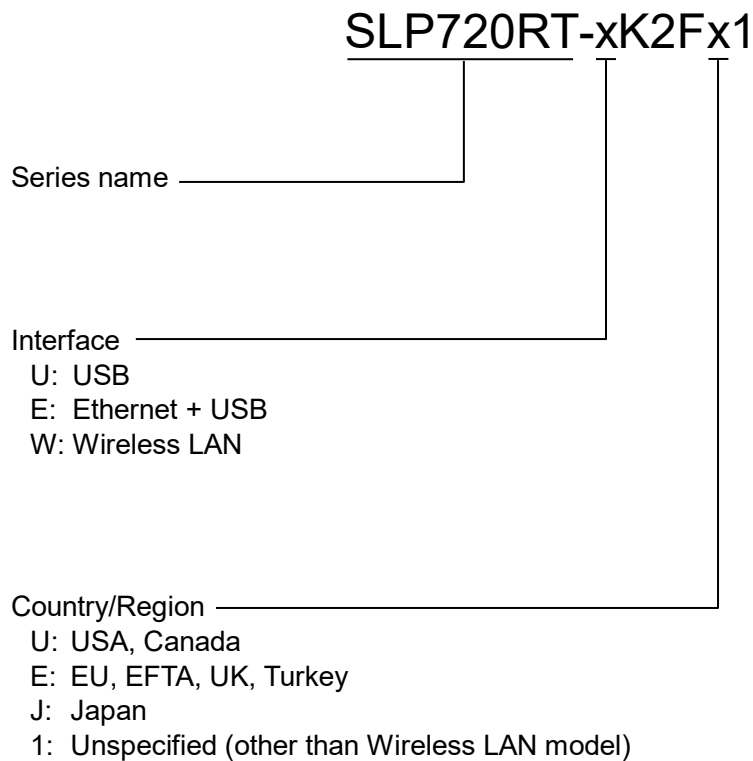 SLP720RT-xK2Fx1
Series name
Interface
U: USB
E: Ethernet + USB
W: Wireless LAN
Country/Region
U: USA, Canada
E: EU, EFTA, UK, Turkey
J: Japan
1: Unspecified (other than Wireless LAN model)